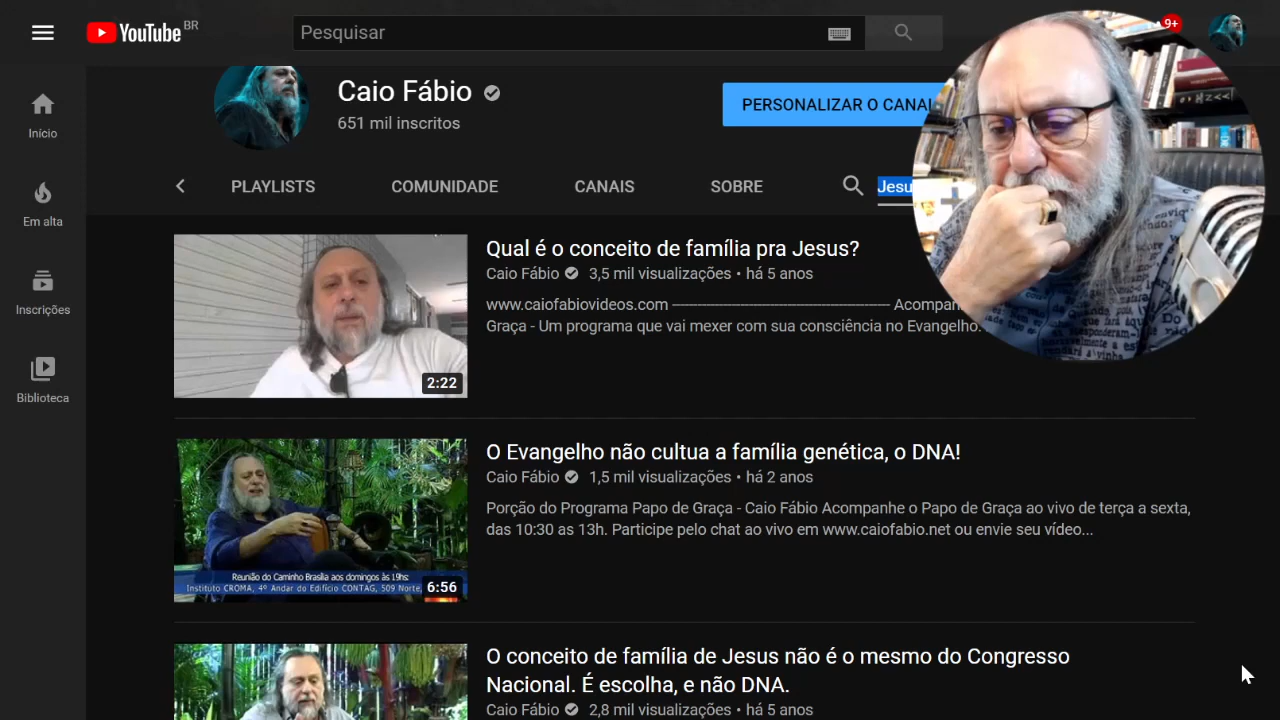 YouTube BR
Pesquisar
9+
Caio Fábio
651 mil inscritos
PERSONALIZAR O CANAL
PLAYLISTS COMUNIDADE CANAIS SOBRE Jesu
Início
Em alta
Inscrições
Biblioteca
Qual é o conceito de família pra Jesus?
Caio Fábio 3,5 mil visualizações • há 5 anos
www.caiofabiovideos.com ---------------------------------------------------- Acompan
Graça - Um programa que vai mexer com sua consciência no Evangelho.
2:22
O Evangelho não cultua a família genética, o DNA!
Caio Fábio 1,5 mil visualizações • há 2 anos
Porção do Programa Papo de Graça - Caio Fábio Acompanhe o Papo de Graça ao vivo de terça a sexta,
das 10:30 as 13h. Participe pelo chat ao vivo em www.caiofabio.net ou envie seu vídeo...
Reunião do Caminho Brasília aos domingos às 19hs:
Instituto CROMA, 4º Andar do Edifício CONTAG, 509 Norte,
6:56
O conceito de família de Jesus não é o mesmo do Congresso
Nacional. É escolha, e não DNA.
Caio Fábio 2,8 mil visualizações • há 5 anos